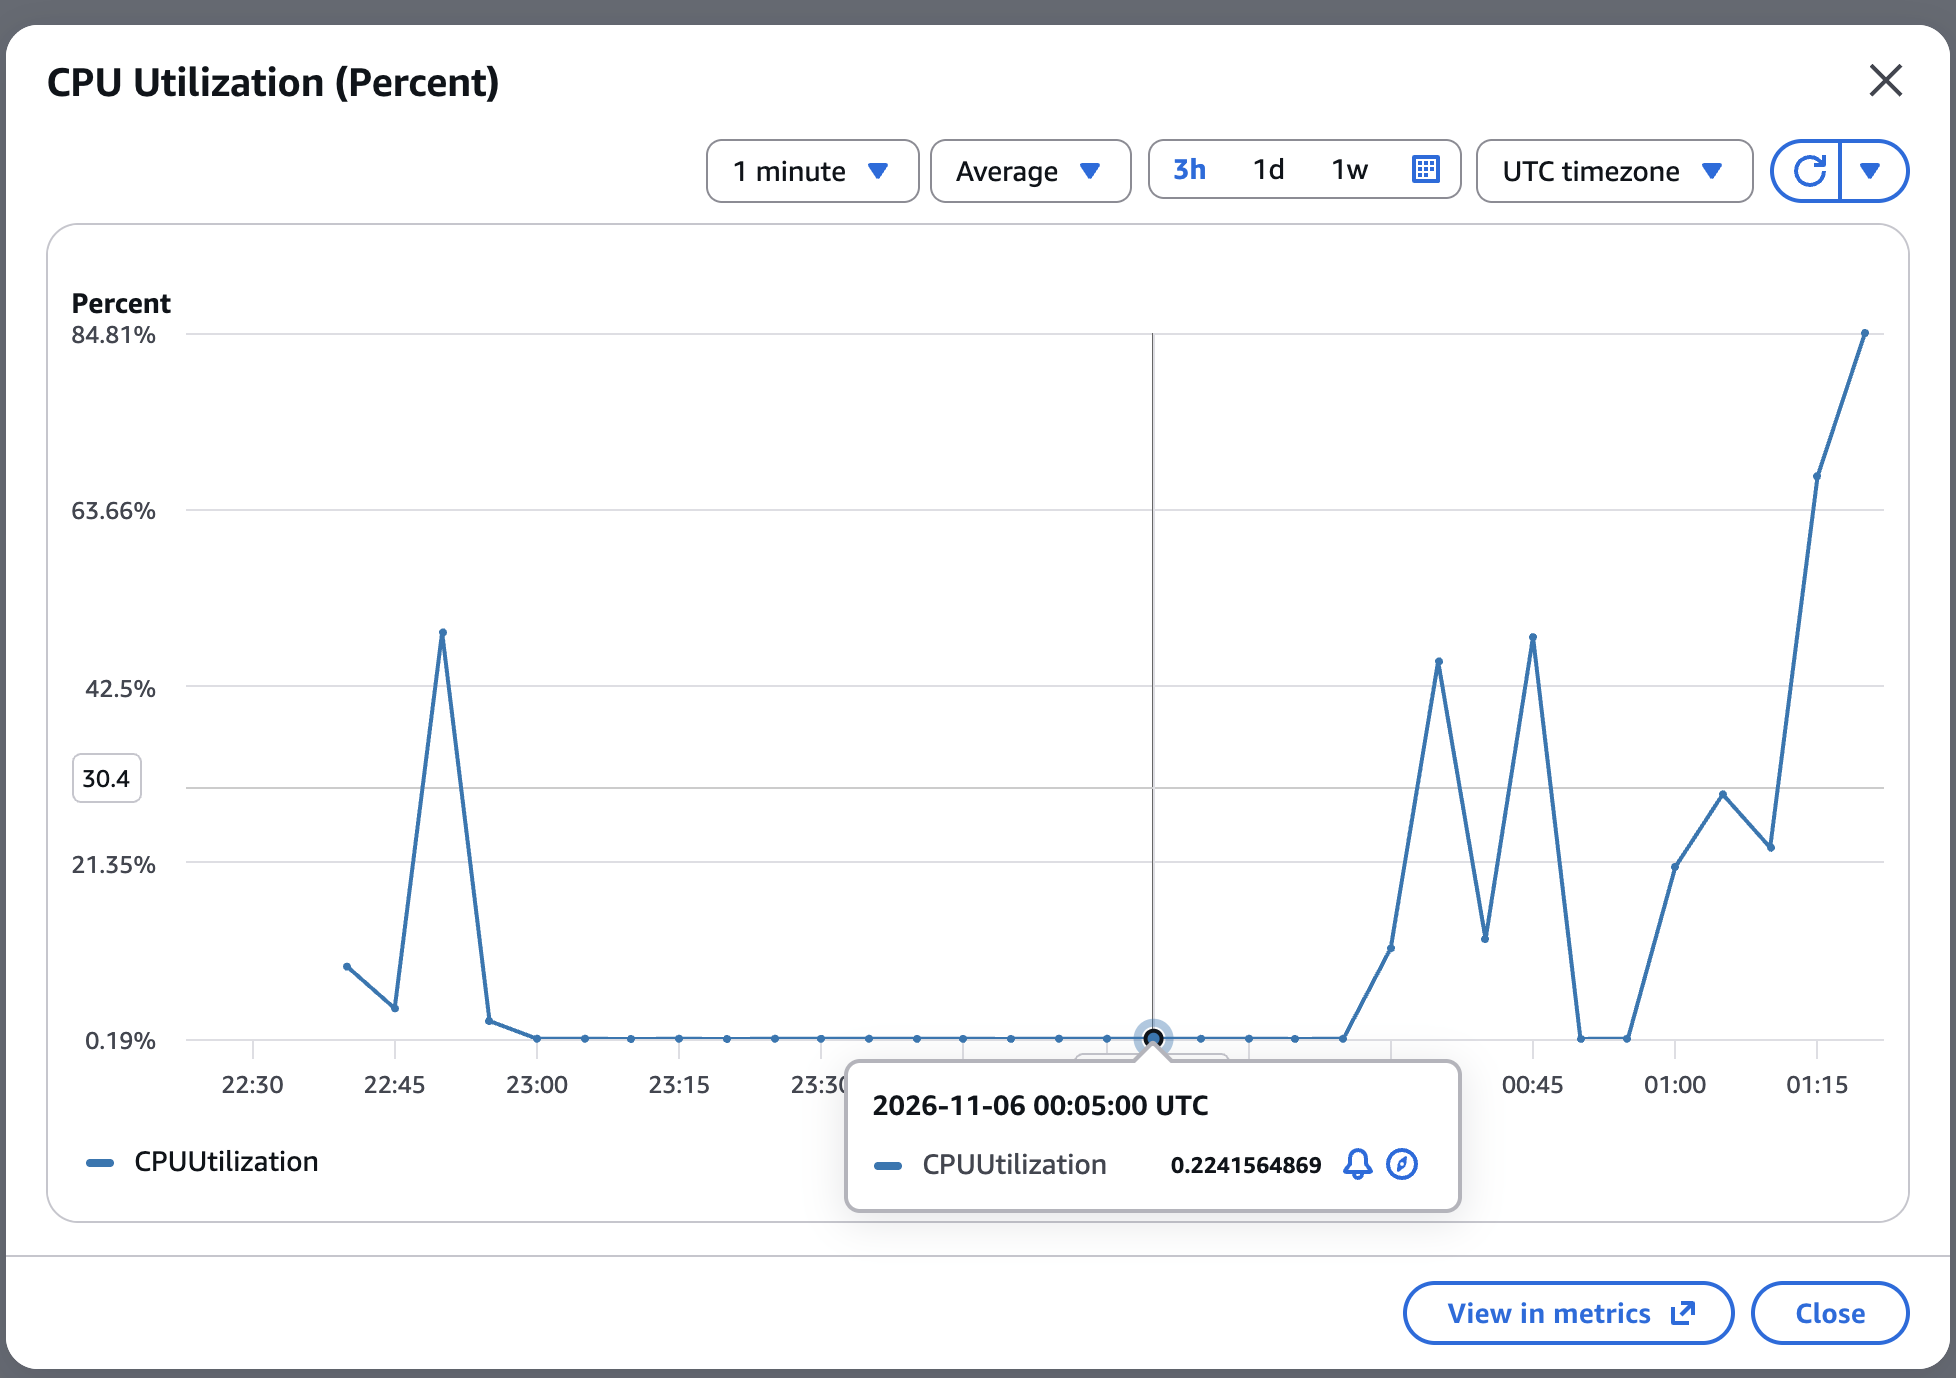 CPU Utilization (Percent)
1 minute
Average
3h 1d 1w
UTC timezone
Percent
84.81%
63.66%
42.5%
30.4
21.35%
0.19%
22:30 22:45 23:00 23:15 23:30 00:45 01:00 01:15
2026-11-06 00:05:00 UTC
CPUUtilization 0.2241564869
CPUUtilization
View in metrics Close